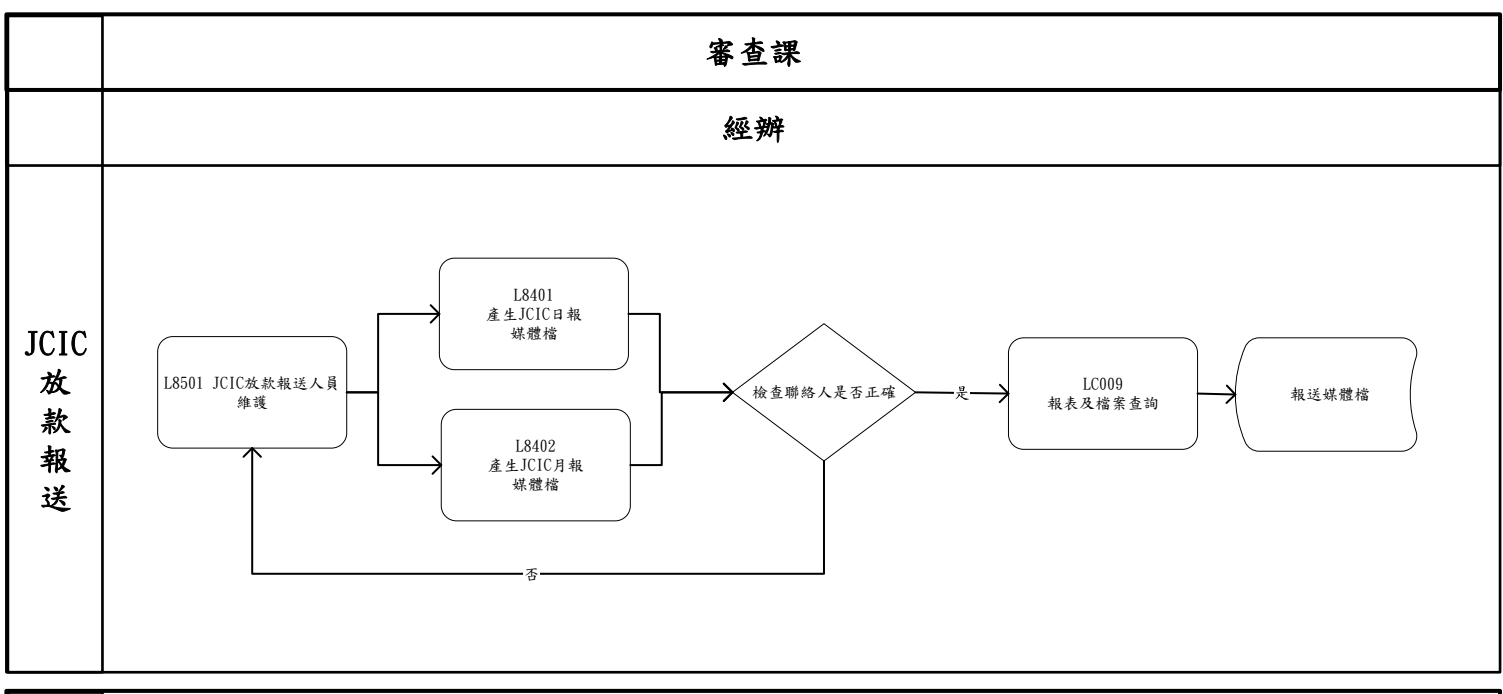 審查課
經辦
JCIC
放
款
報
送
L8501 JCIC放款報送人員
維護
L8401
產生JCIC日報
媒體檔
L8402
產生JCIC月報
媒體檔
檢查聯絡人是否正確
是
否
LC009
報表及檔案查詢
報送媒體檔